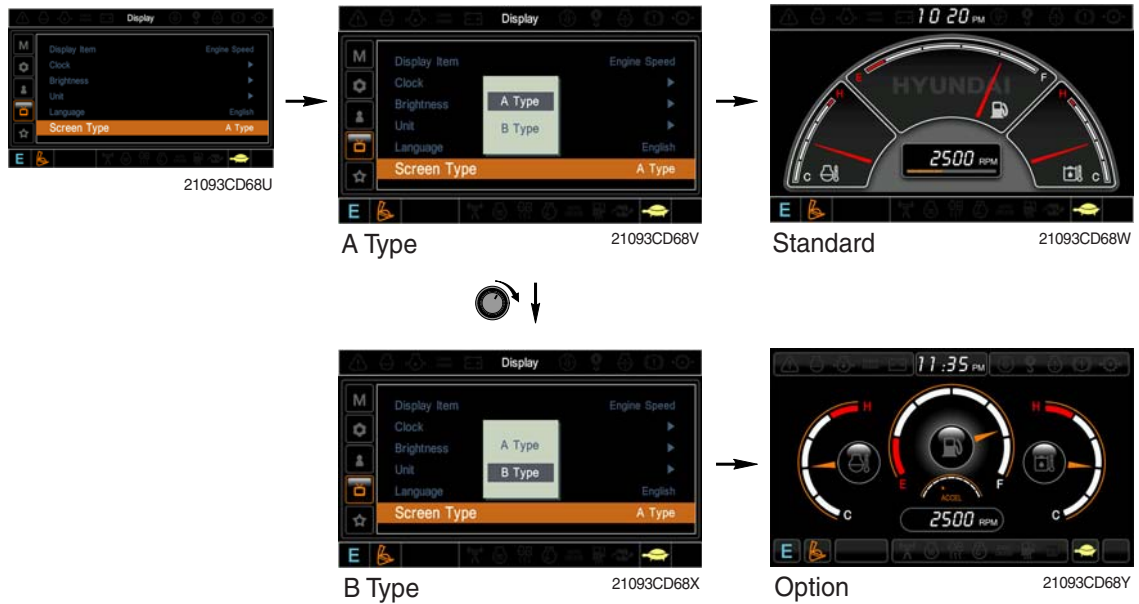 Display
M
Display Item Engine Speed
Clock
Brightness
Unit
Language English
Screen Type A Type
E
21093CD68U
Display
M
Display Item Engine Speed
Clock
Brightness
Unit
Language English
A Type
B Type
Screen Type A Type
E
A Type
21093CD68V
10 20 PM
HYUNDAI
E F
H H
C C
2500 RPM
E
Standard
21093CD68W
Display
M
Display Item Engine Speed
Clock
Brightness
Unit
Language English
A Type
B Type
Screen Type A Type
E
B Type
21093CD68X
11:35 PM
H H
E F
ACCEL
C C
2500 RPM
E
Option
21093CD68Y